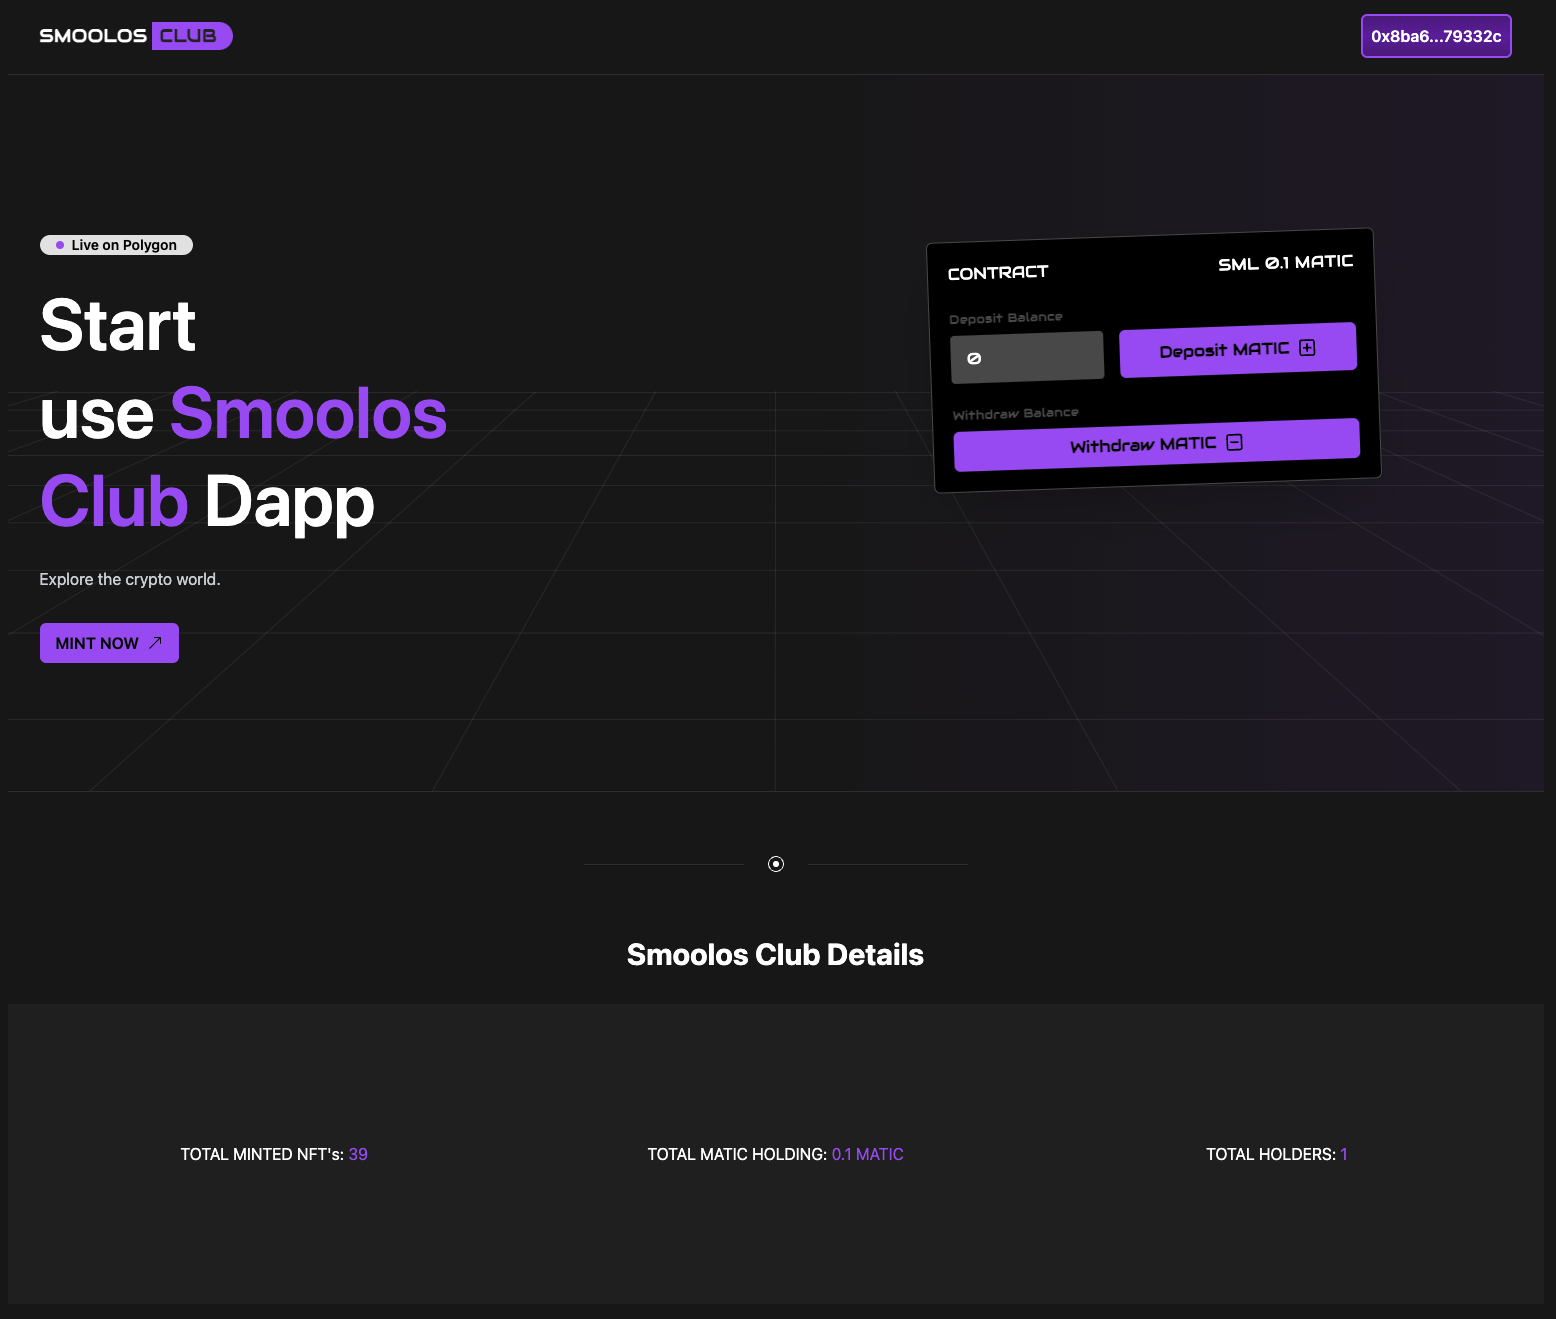 SMOOLOS CLUB
0x8ba6...79332c
Live on Polygon
Start
use Smoolos
Club Dapp
Explore the crypto world.
MINT NOW
CONTRACT
SML 0.1 MATIC
Deposit Balance
0
Deposit MATIC
Withdraw Balance
Withdraw MATIC
Smoolos Club Details
TOTAL MINTED NFT's: 39
TOTAL MATIC HOLDING: 0.1 MATIC
TOTAL HOLDERS: 1